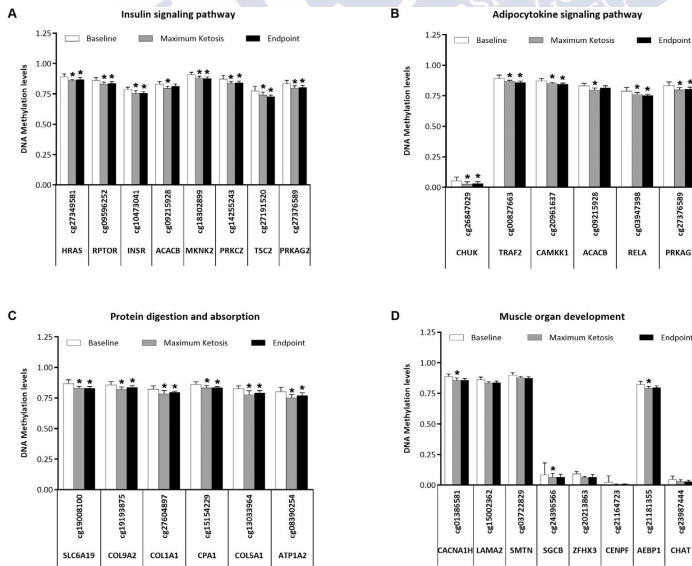 A
Insulin signaling pathway
Baseline
Maximum Ketosis
Endpoint
DNA Methylation levels
1.25
1.00
0.75
0.50
0.25
0.00
* * * * * * * * * * * * * * *
cg27349581
cg09596252
cg10473041
cg09215928
cg18302899
cg14255243
cg27191520
cg27376589
HRAS
RPTOR
INSR
ACACB
MKNK2
PRKCZ
TSC2
PRKAG2
B
Adipocytokine signaling pathway
Baseline
Maximum Ketosis
Endpoint
DNA Methylation levels
1.25
1.00
0.75
0.50
0.25
0.00
* * * * * * * * * * *
cg26847029
cg00827663
cg20961637
cg09215928
cg03947398
cg27376589
CHUK
TRAF2
CAMKK1
ACACB
RELA
PRKAG
C
Protein digestion and absorption
Baseline
Maximum Ketosis
Endpoint
DNA Methylation levels
1.25
1.00
0.75
0.50
0.25
0.00
* * * * * * * * * * * *
cg19008100
cg19193875
cg27604897
cg15154229
cg13033964
cg08390254
SLC6A19
COL9A2
COL1A1
CPA1
COL5A1
ATP1A2
D
Muscle organ development
Baseline
Maximum Ketosis
Endpoint
DNA Methylation levels
1.25
1.00
0.75
0.50
0.25
0.00
* * *
cg01386581
cg15002362
cg03722829
cg24396566
cg20213863
cg21164723
cg21181355
cg23987444
CACNA1H
LAMA2
SMTN
SGCB
ZFHX3
CENPF
AEBP1
CHAT